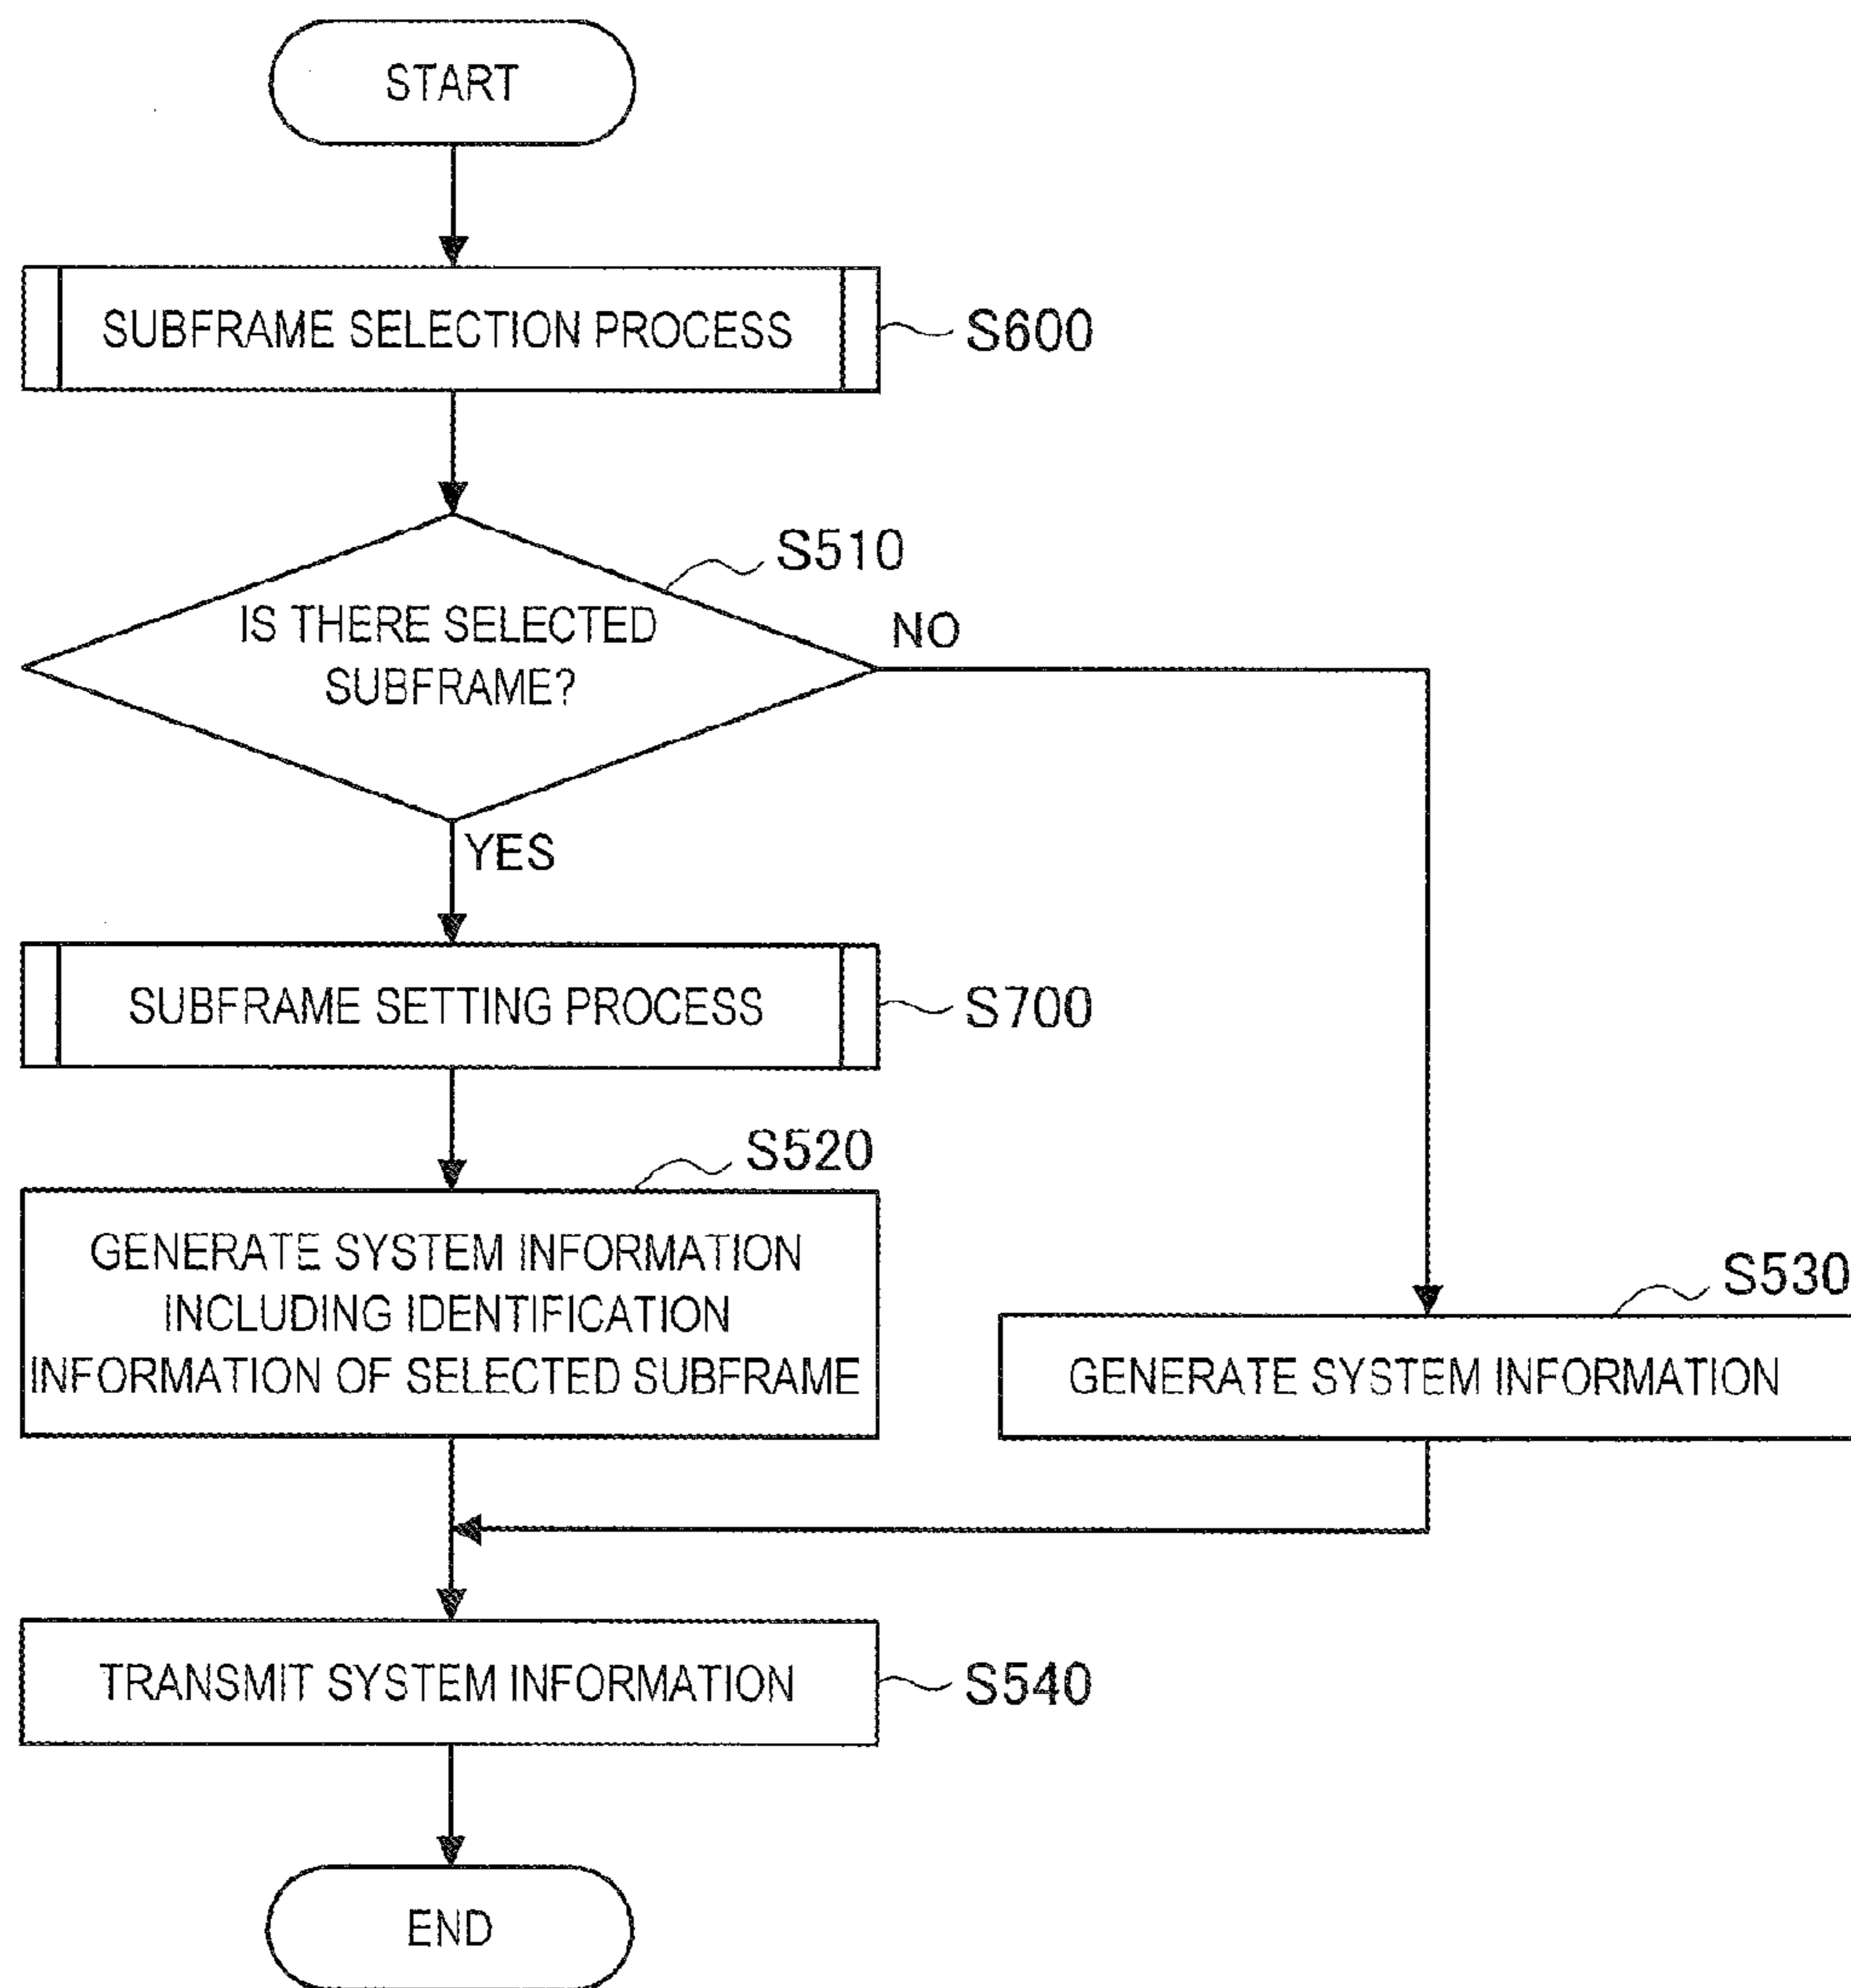 START
SUBFRAME SELECTION PROCESS
S600
S510
IS THERE SELECTED
SUBFRAME?
NO
YES
SUBFRAME SETTING PROCESS
S700
S520
GENERATE SYSTEM INFORMATION
INCLUDING IDENTIFICATION
INFORMATION OF SELECTED SUBFRAME
S530
GENERATE SYSTEM INFORMATION
TRANSMIT SYSTEM INFORMATION
S540
END